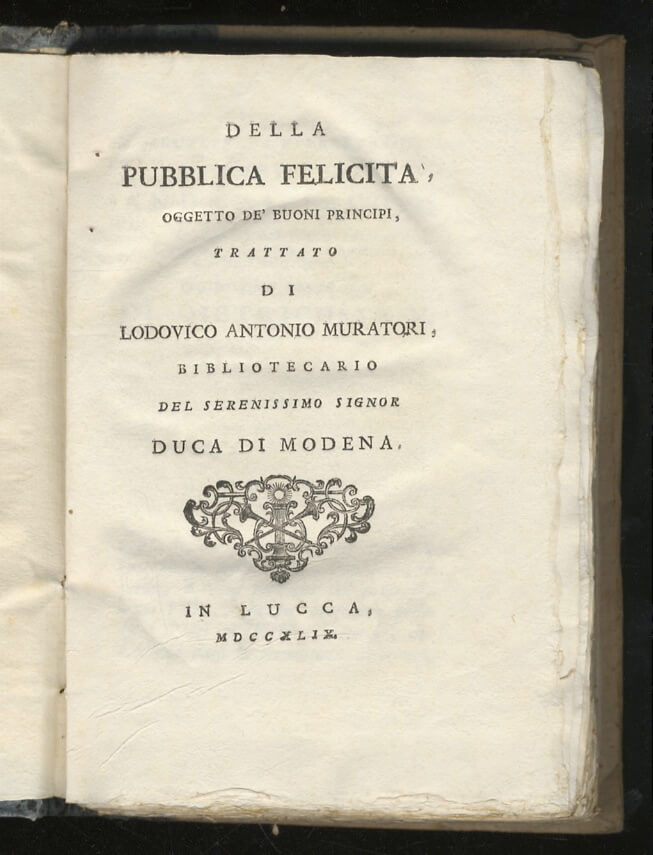 DELLA
PUBBLICA FELICITA',
OGGETTO DE' BUONI PRINCIPI,
TRATTATO
DI
LODOVICO ANTONIO MURATORI,
BIBLIOTECARIO
DEL SERENISSIMO SIGNOR
DUCA DI MODENA.
IN LUCCA,
MDCCXLIX.